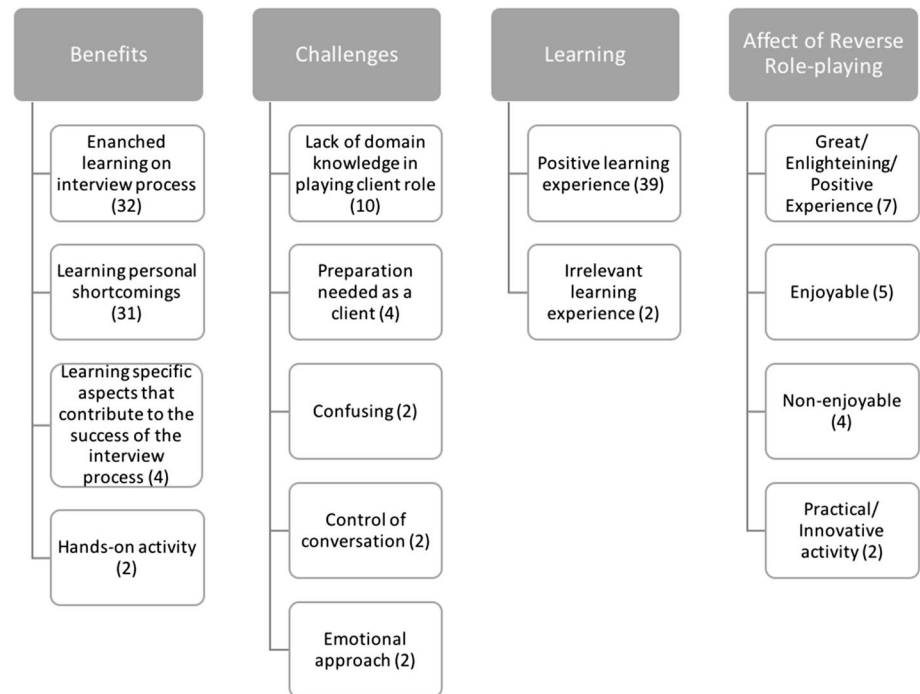 Benefits
Enanched
learning on
interview process
(32)
Learning personal
shortcomings
(31)
Learning specific
aspects that
contribute to the
success of the
interview
process (4)
Hands-on activity
(2)
Challenges
Lack of domain
knowledge in
playing client role
(10)
Preparation
needed as a
client (4)
Confusing (2)
Control of
conversation (2)
Emotional
approach (2)
Learning
Positive learning
experience (39)
Irrelevant
learning
experience (2)
Affect of Reverse
Role-playing
Great/
Enlighteining/
Positive
Experience (7)
Enjoyable (5)
Non-enjoyable
(4)
Practical/
Innovative
activity (2)